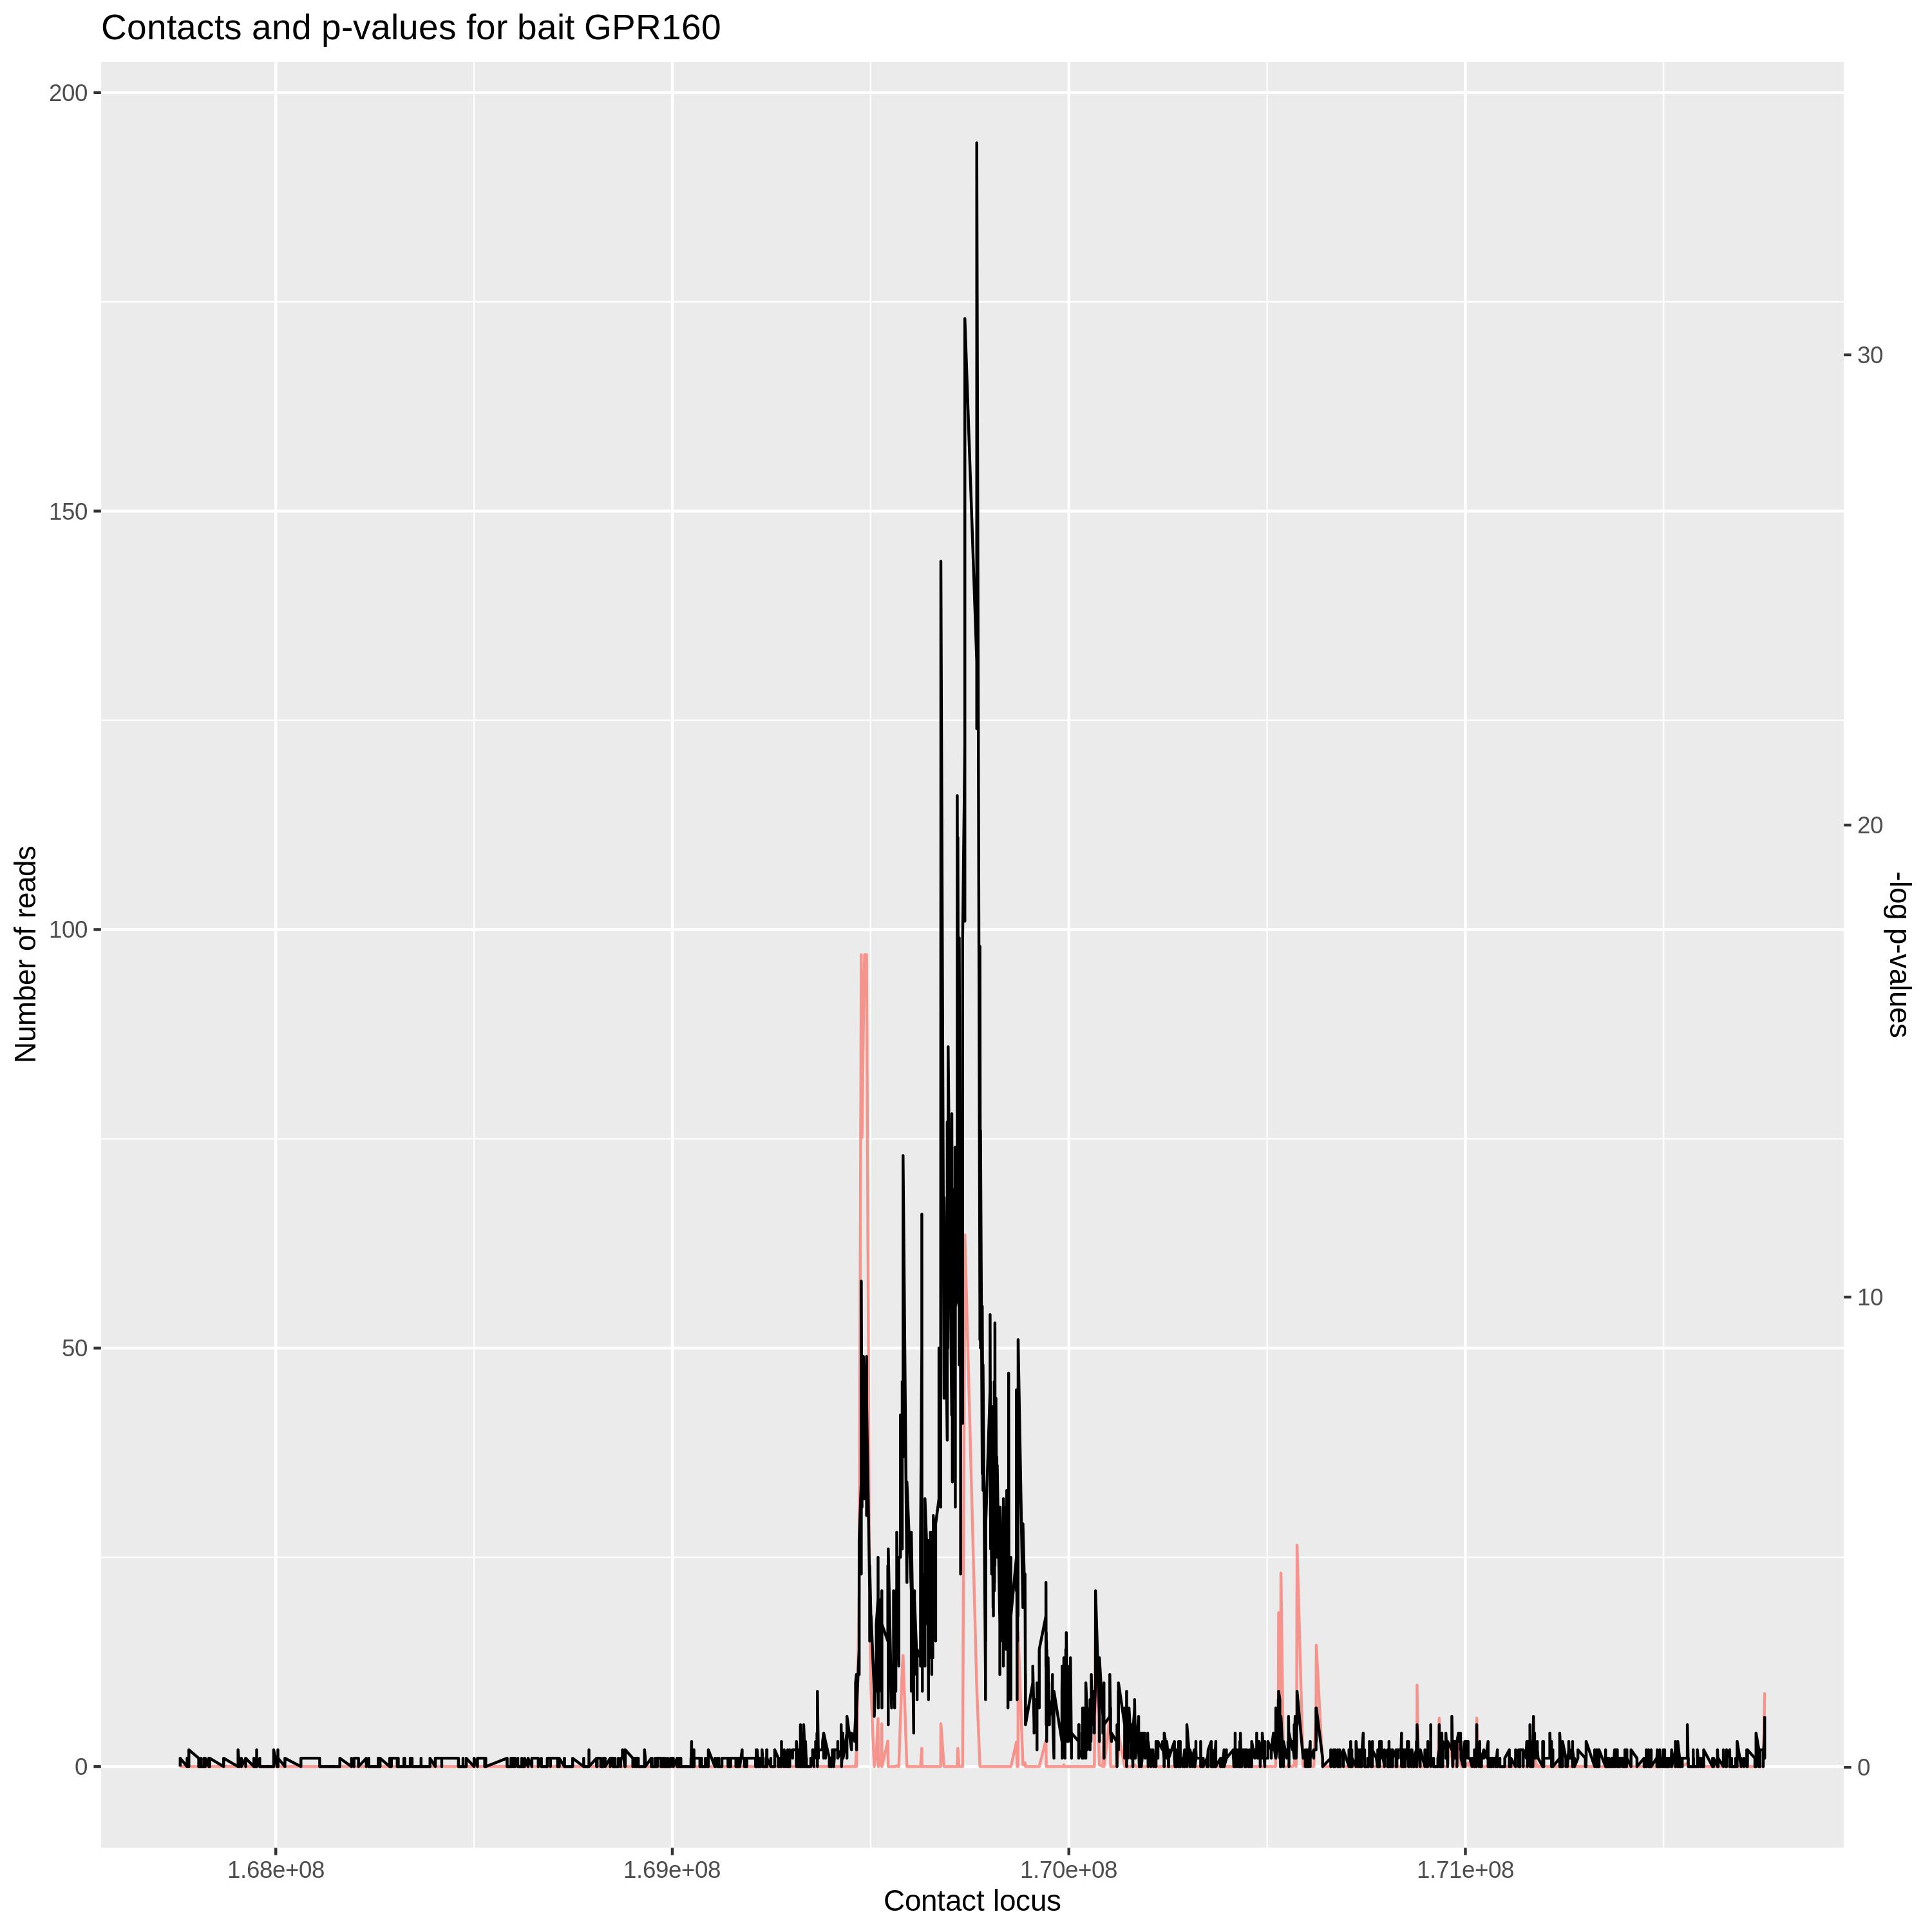 Contacts and p-values for bait GPR160
200
150
100
50
0
Number of reads
30
20
10
0
-log p-values
1.68e+08
1.69e+08
1.70e+08
1.71e+08
Contact locus